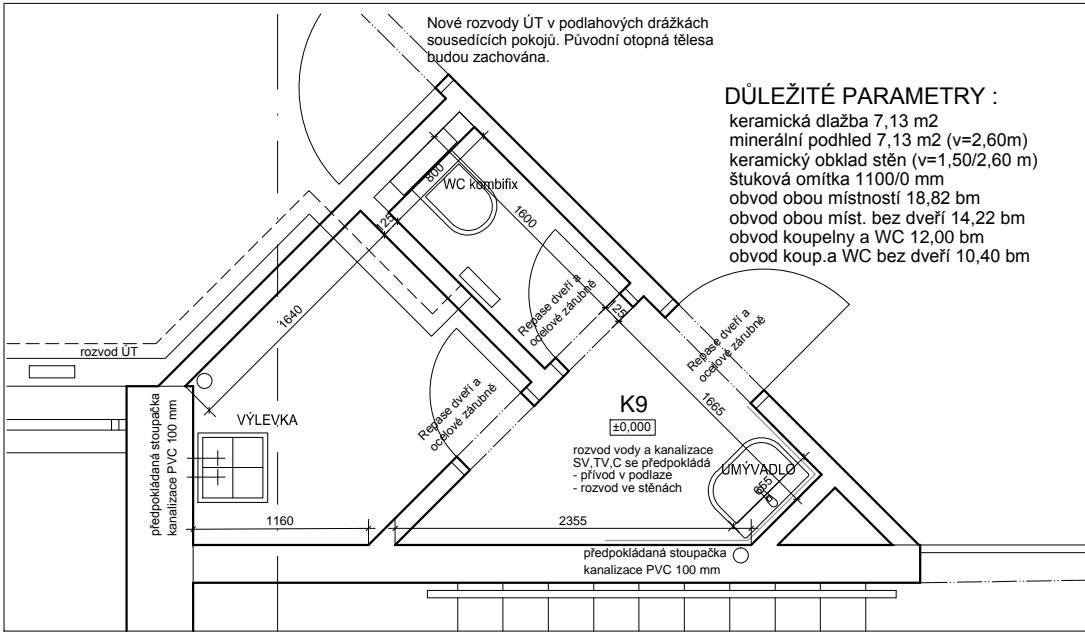 Nové rozvody ÚT v podlahových drážkách
sousedících pokojů. Původní otopná tělesa
budou zachována.
DŮLEŽITÉ PARAMETRY :
keramická dlažba 7,13 m2
minerální podhled 7,13 m2 (v=2,60m)
keramický obklad stěn (v=1,50/2,60 m)
štuková omítka 1100/0 mm
obvod obou místností 18,82 bm
obvod obou míst. bez dveří 14,22 bm
obvod koupelny a WC 12,00 bm
obvod koup.a WC bez dveří 10,40 bm
800
WC kombifix
125
1600
1640
Repase dveří a
ocelové zárubně
25
Repase dveří a
ocelové zárubně
rozvod ÚT
Repase dveří a
ocelové zárubně
1665
VÝLEVKA
K9
±0,000
předpokládaná stoupačka
kanalizace PVC 100 mm
rozvod vody a kanalizace
SV,TV,C se předpokládá
- přívod v podlaze
- rozvod ve stěnách
UMÝVADLO
655
1160
2355
předpokládaná stoupačka
kanalizace PVC 100 mm